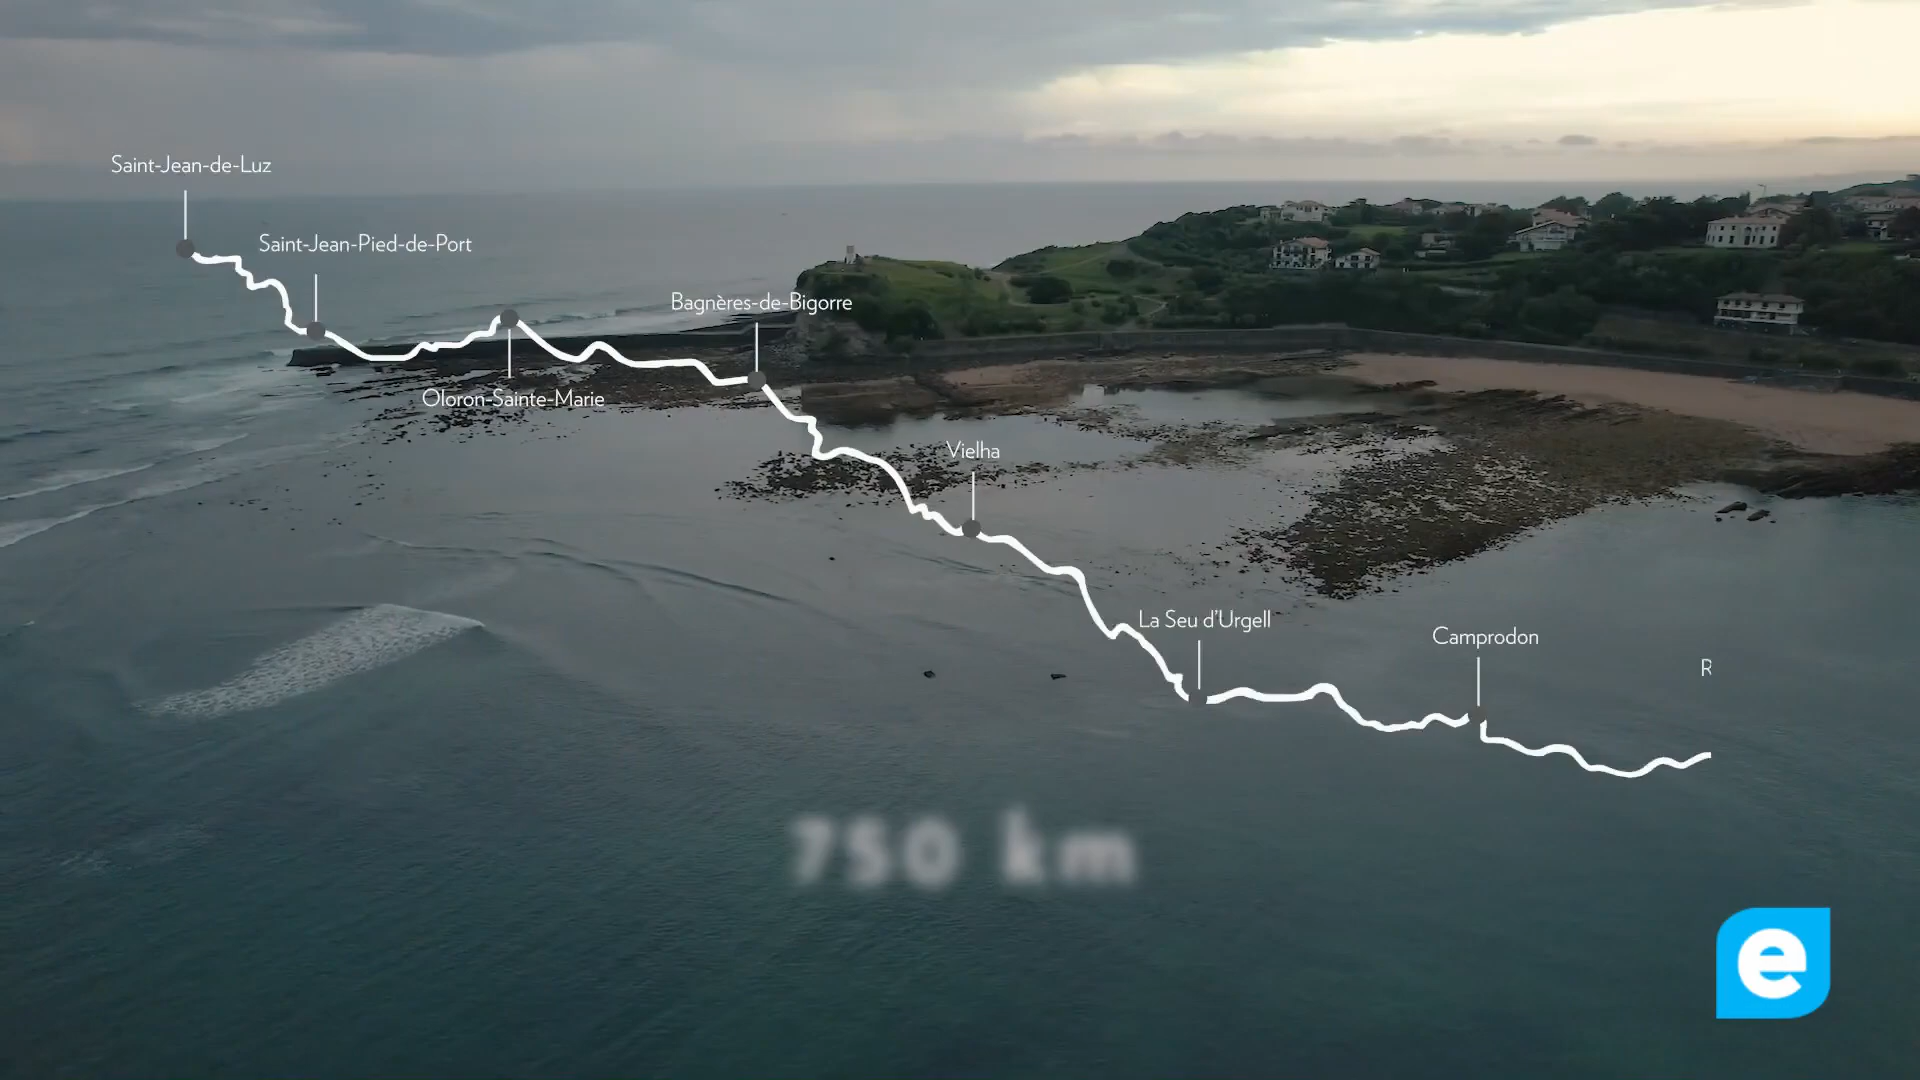 Saint-Jean-de-Luz
Saint-Jean-Pied-de-Port
Bagnères-de-Bigorre
Oloron-Sainte-Marie
Vielha
La Seu d'Urgell
Camprodon
R
750 km
e